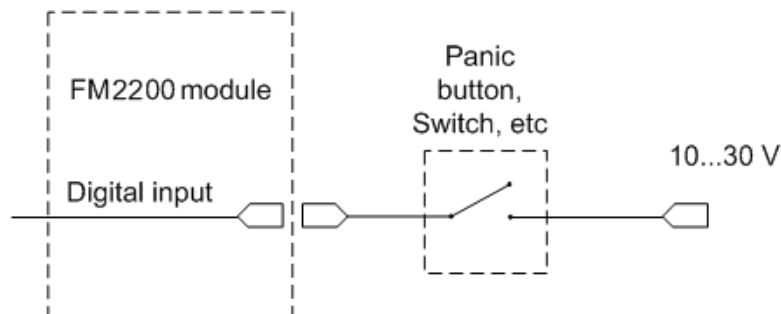 FM2200 module
Digital input
Panic
button,
Switch, etc
10...30 V